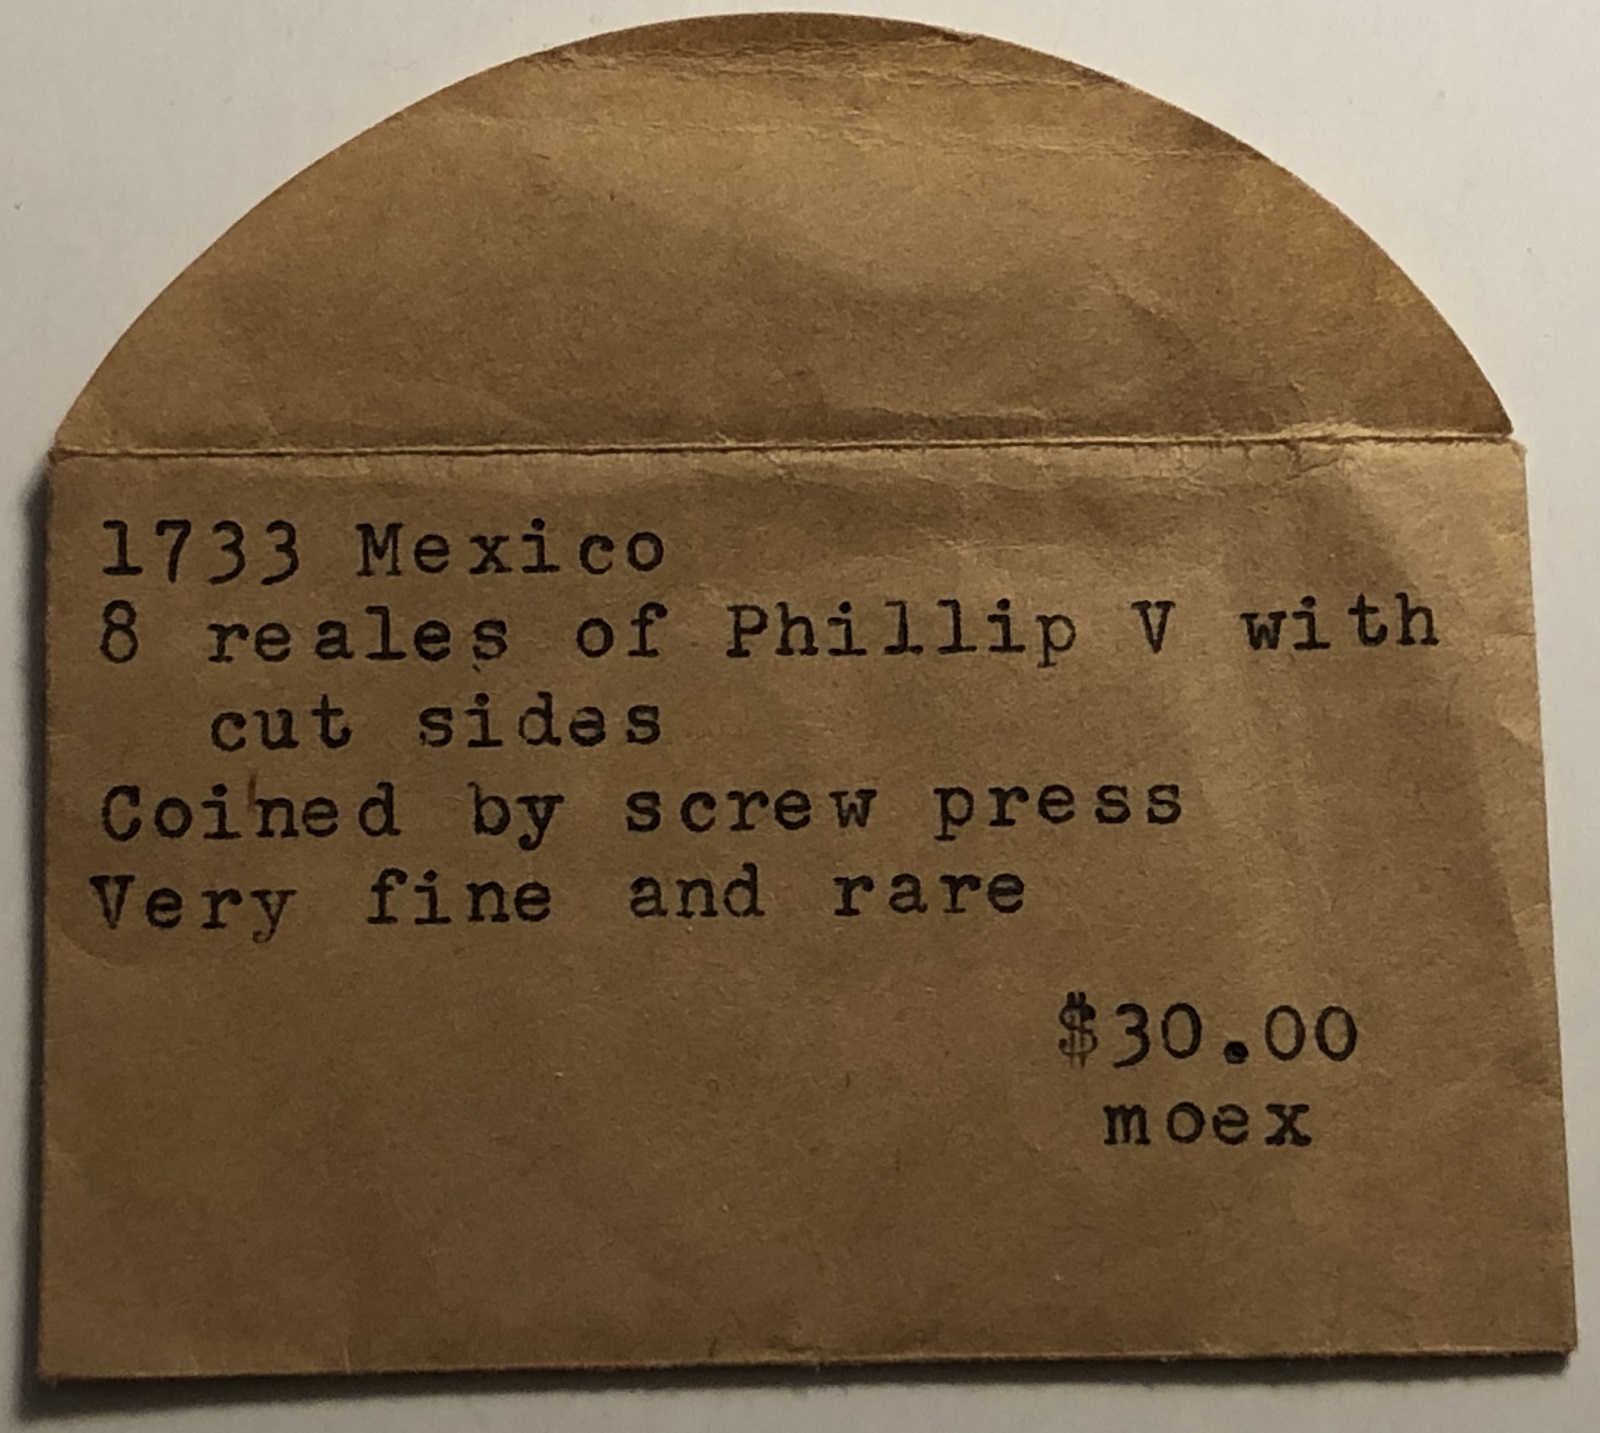 1733 Mexico
8 reales of Phillip V with
cut sides
Coined by screw press
Very fine and rare
$30.00
moex